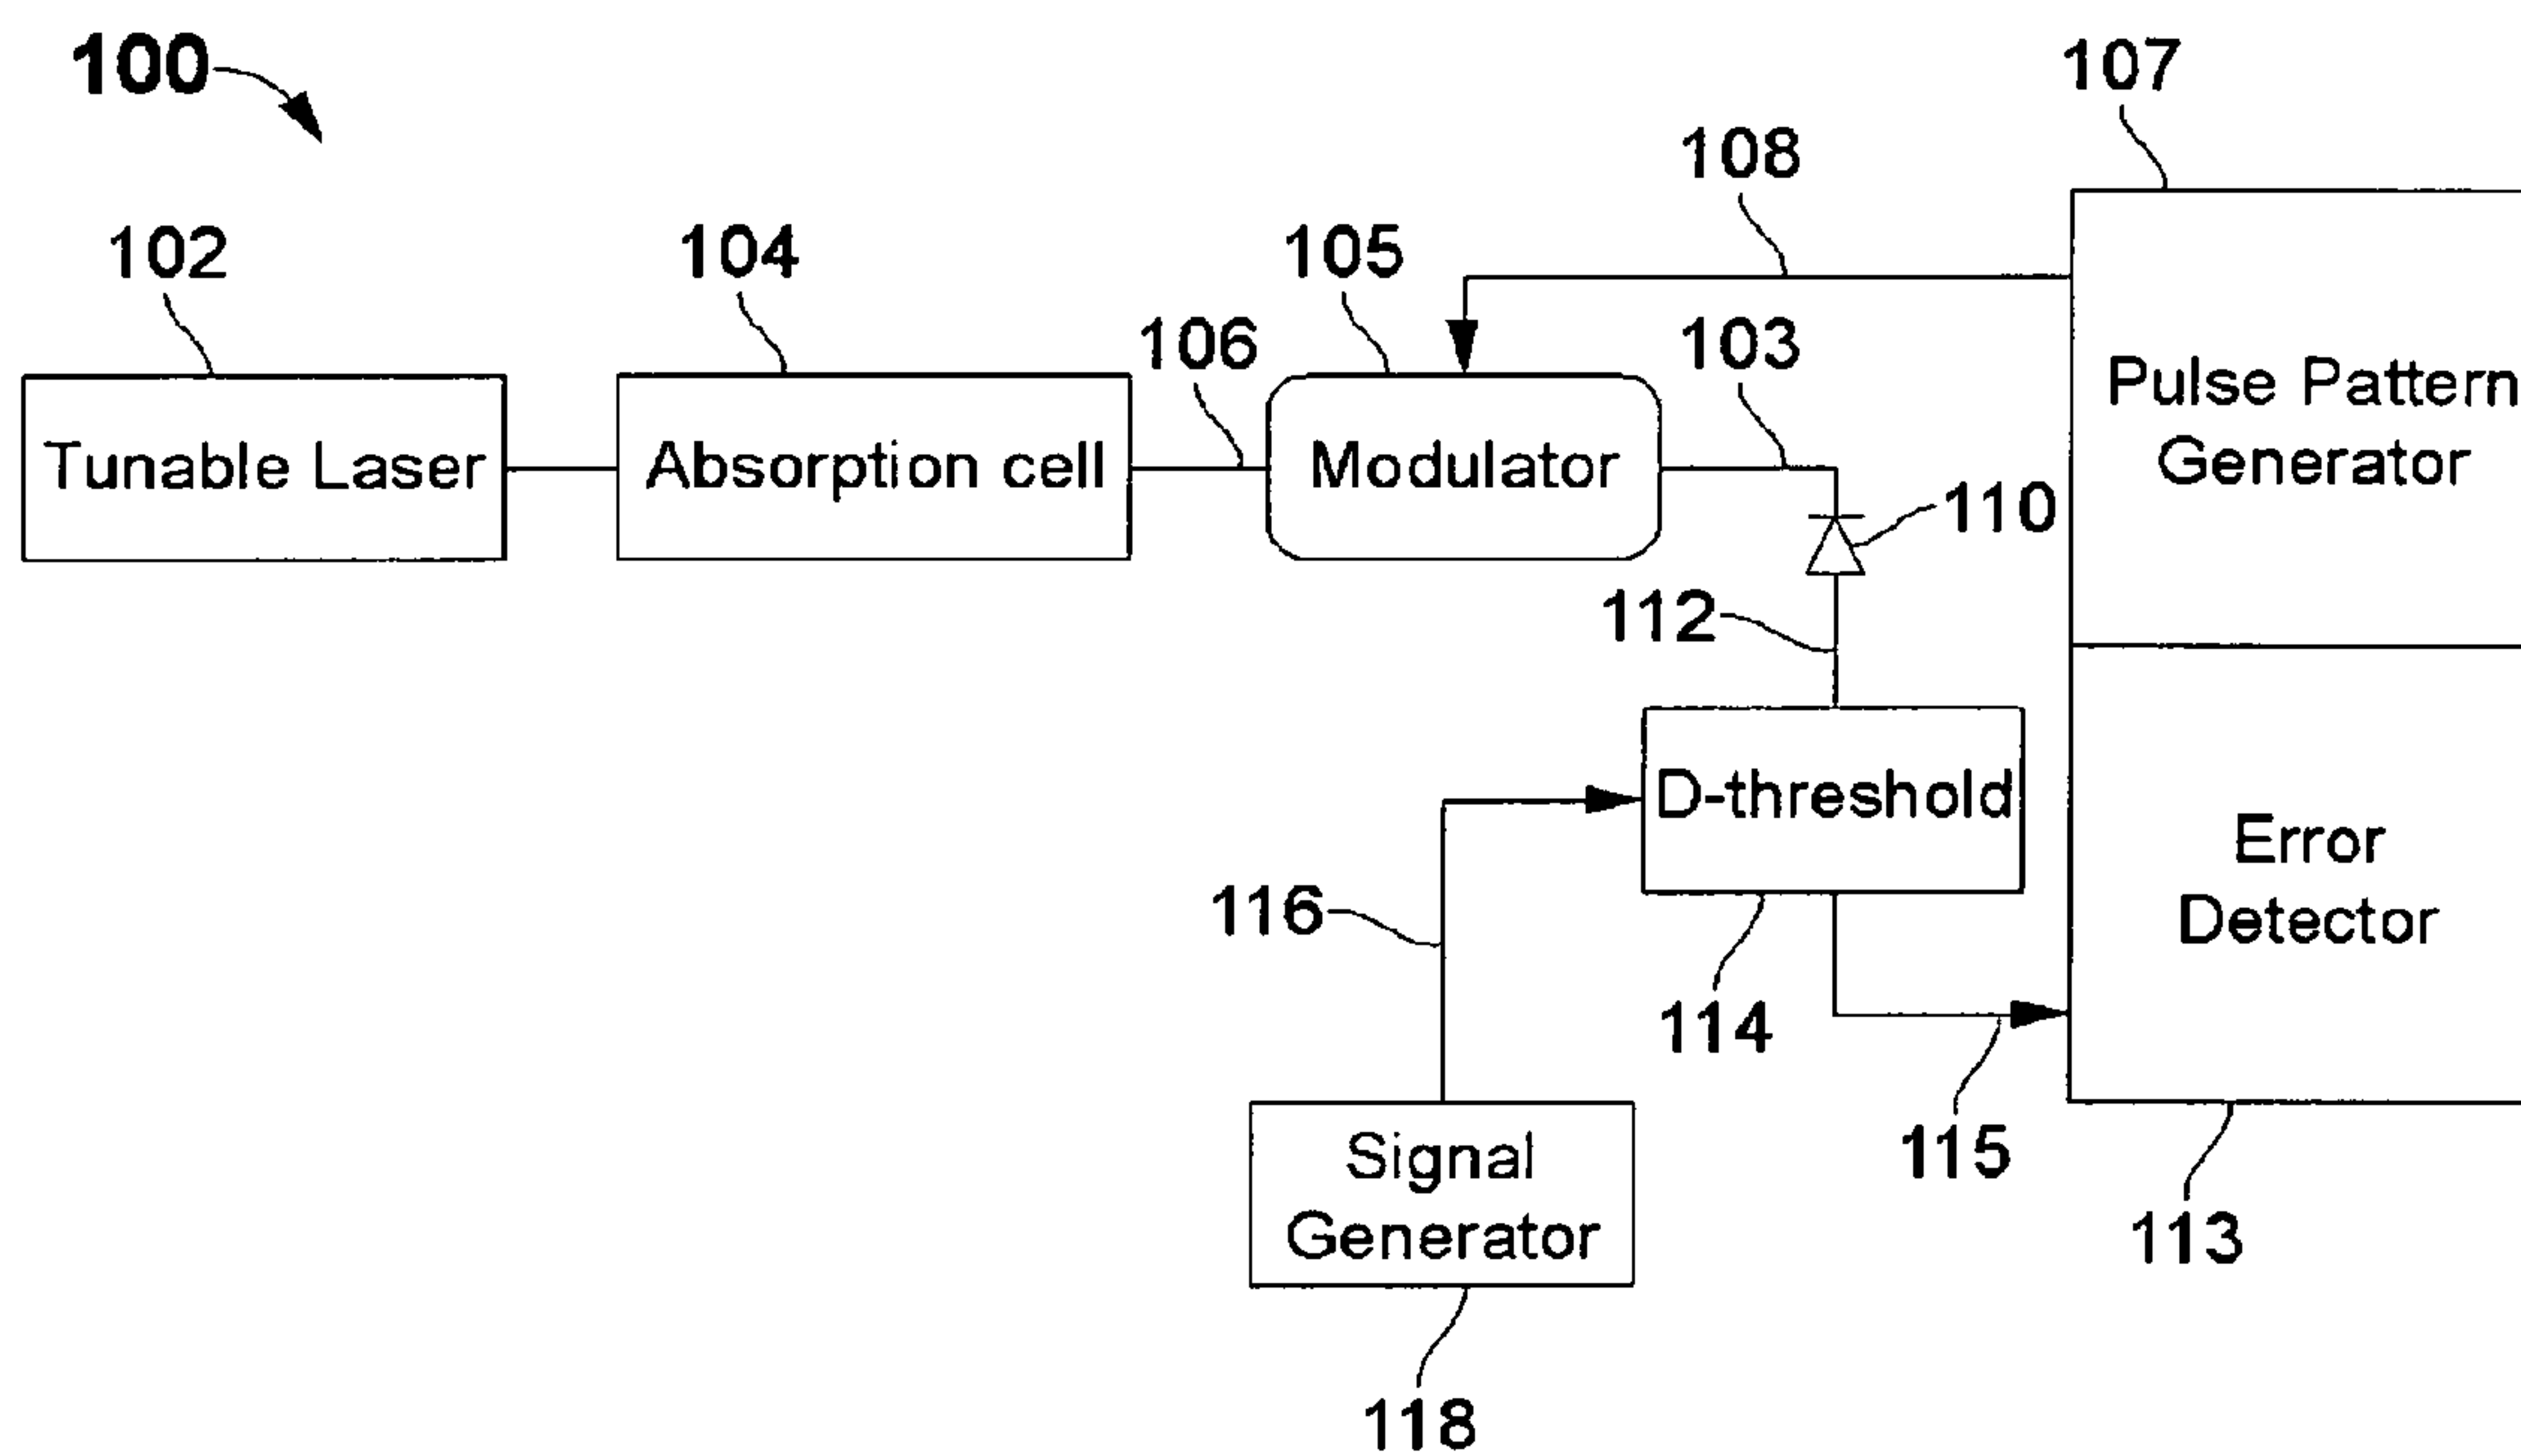 100
107
108
102
104
105
106
103
Tunable Laser
Absorption cell
Modulator
Pulse Pattern
Generator
110
112
D-threshold
Error
Detector
116
114
115
113
Signal
Generator
118